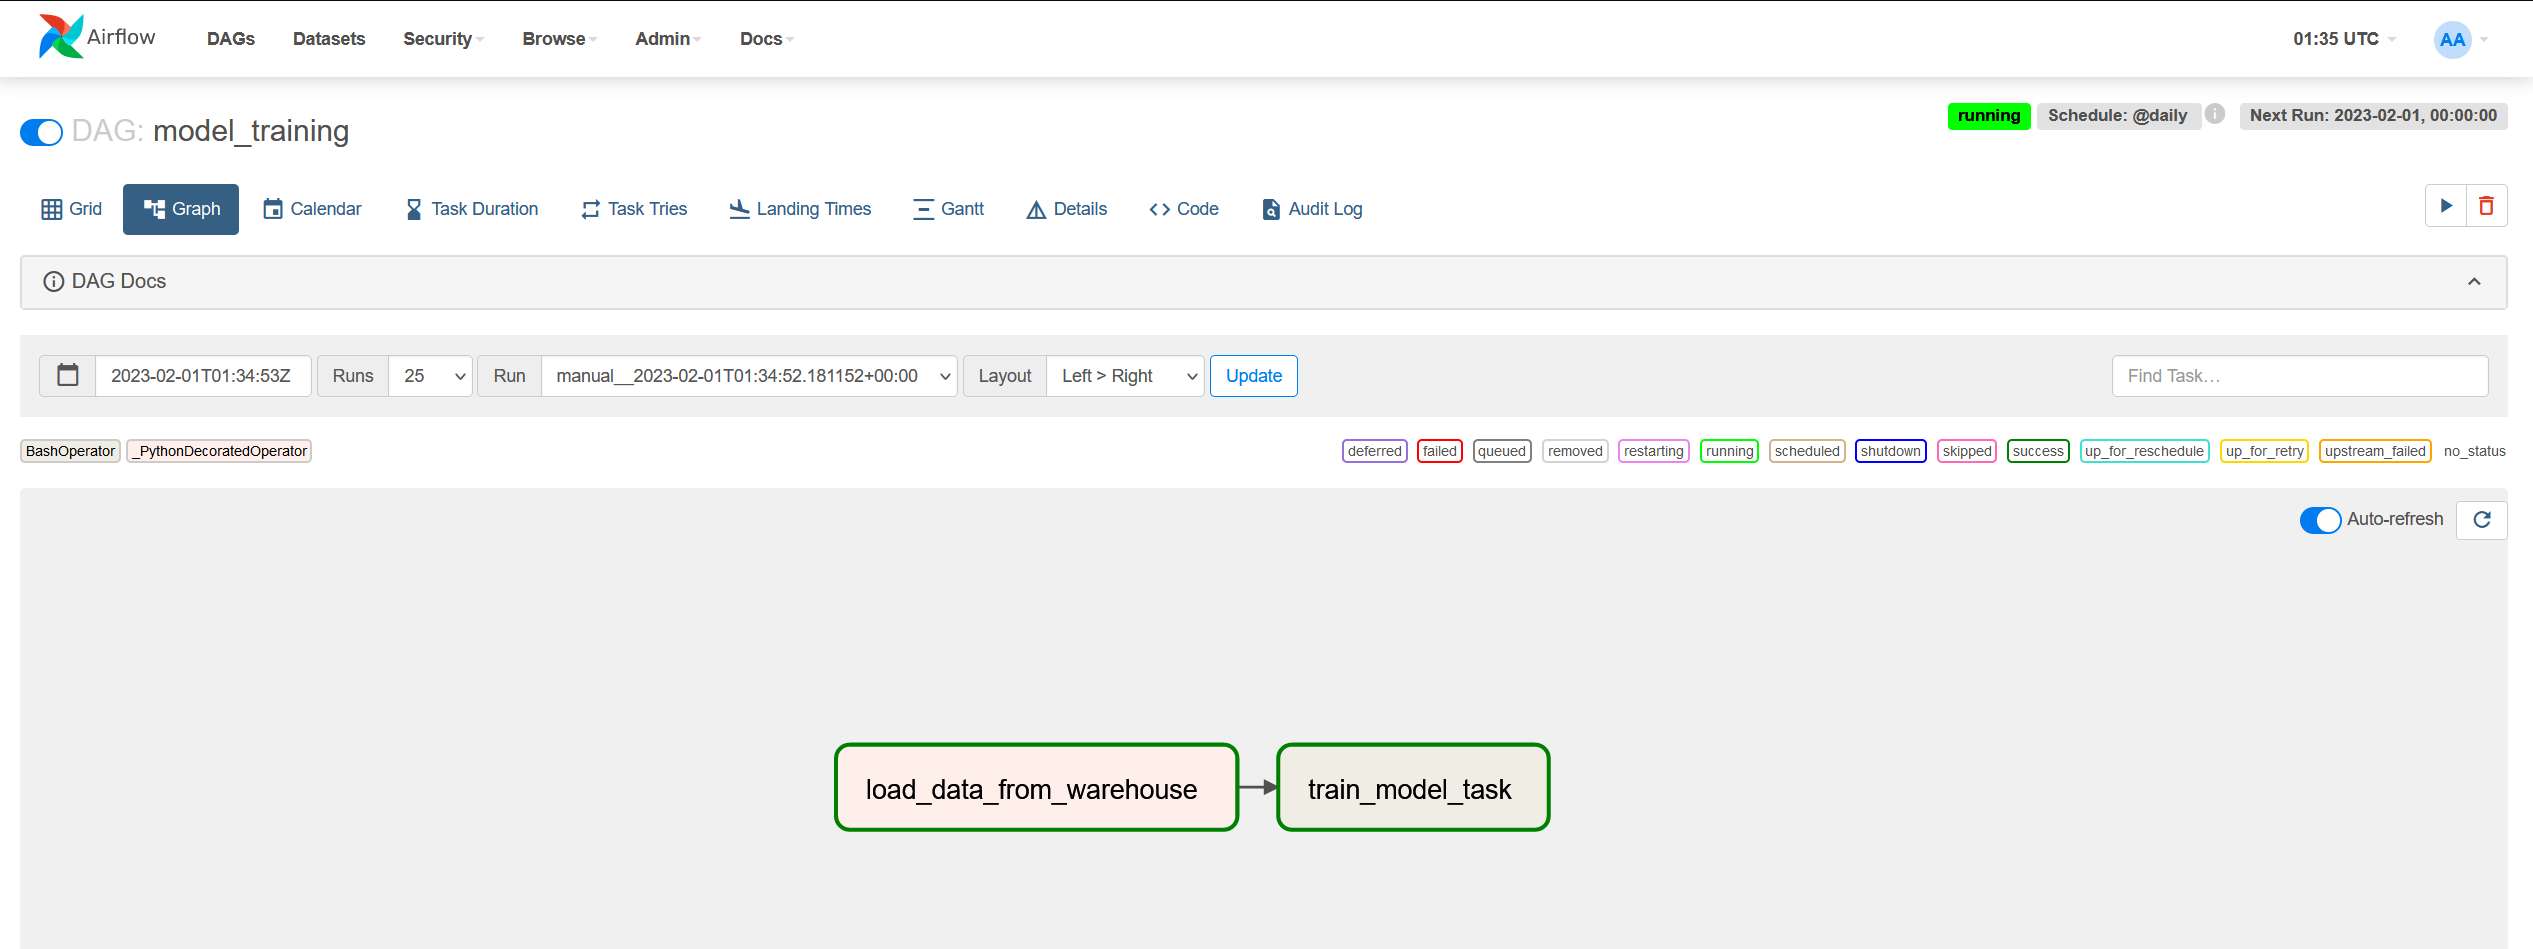 Airflow DAGs Datasets Security Browse Admin Docs 01:35 UTC AA
running Schedule: @daily Next Run: 2023-02-01, 00:00:00
DAG: model_training
Grid Graph Calendar Task Duration Task Tries Landing Times Gantt Details Code Audit Log
DAG Docs
2023-02-01T01:34:53Z Runs 25 Run manual__2023-02-01T01:34:52.181152+00:00 Layout Left > Right Update Find Task…
BashOperator _PythonDecoratedOperator deferred failed queued removed restarting running scheduled shutdown skipped success up_for_reschedule up_for_retry upstream_failed no_status
Auto-refresh
load_data_from_warehouse train_model_task